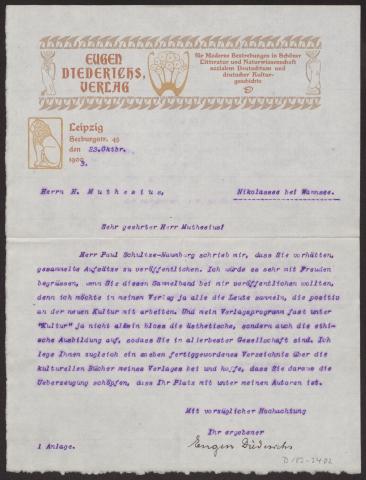 EUGEN
DIEDERICHS,
VERLAG
für Moderne Bestrebungen in Schöner
Litteratur und Naturwissenschaft
sozialem Deutschtum und
deutscher Kultur-
geschichte
Leipzig
Seeburgstr. 45
den 23. Oktbr.
1903.
Herrn H. Muthesius, Nikolassee bei Wannsee.
Sehr geehrter Herr Muthesius!
Herr Paul Schultze-Naumburg schrieb mir, dass Sie vorhätten,
gesammelte Aufsätze zu veröffentlichen. Ich würde es sehr mit Freuden
begrüssen, wenn Sie diesen Sammelband bei mir veröffentlichen wollten,
denn ich möchte in meinem Verlag ja alle die Leute sammeln, die positiv
an der neuen Kultur mit arbeiten. Und mein Verlagsprogramm fast unter
"Kultur" ja nicht allein bloss die ästhetische, sondern auch die ethi-
sche Ausbildung auf, sodass Sie in allerbester Gesellschaft sind. Ich
lege Ihnen zugleich ein soeben fertiggewordenes Verzeichnis über die
kulturellen Bücher meines Verlages bei und hoffe, dass Sie daraus die
Ueberzeugung schöpfen, dass Ihr Platz mit unter meinen Autoren ist.
Mit vorzüglicher Hochachtung
Ihr ergebener
Eugen Diederichs
1 Anlage.
D 102-2402